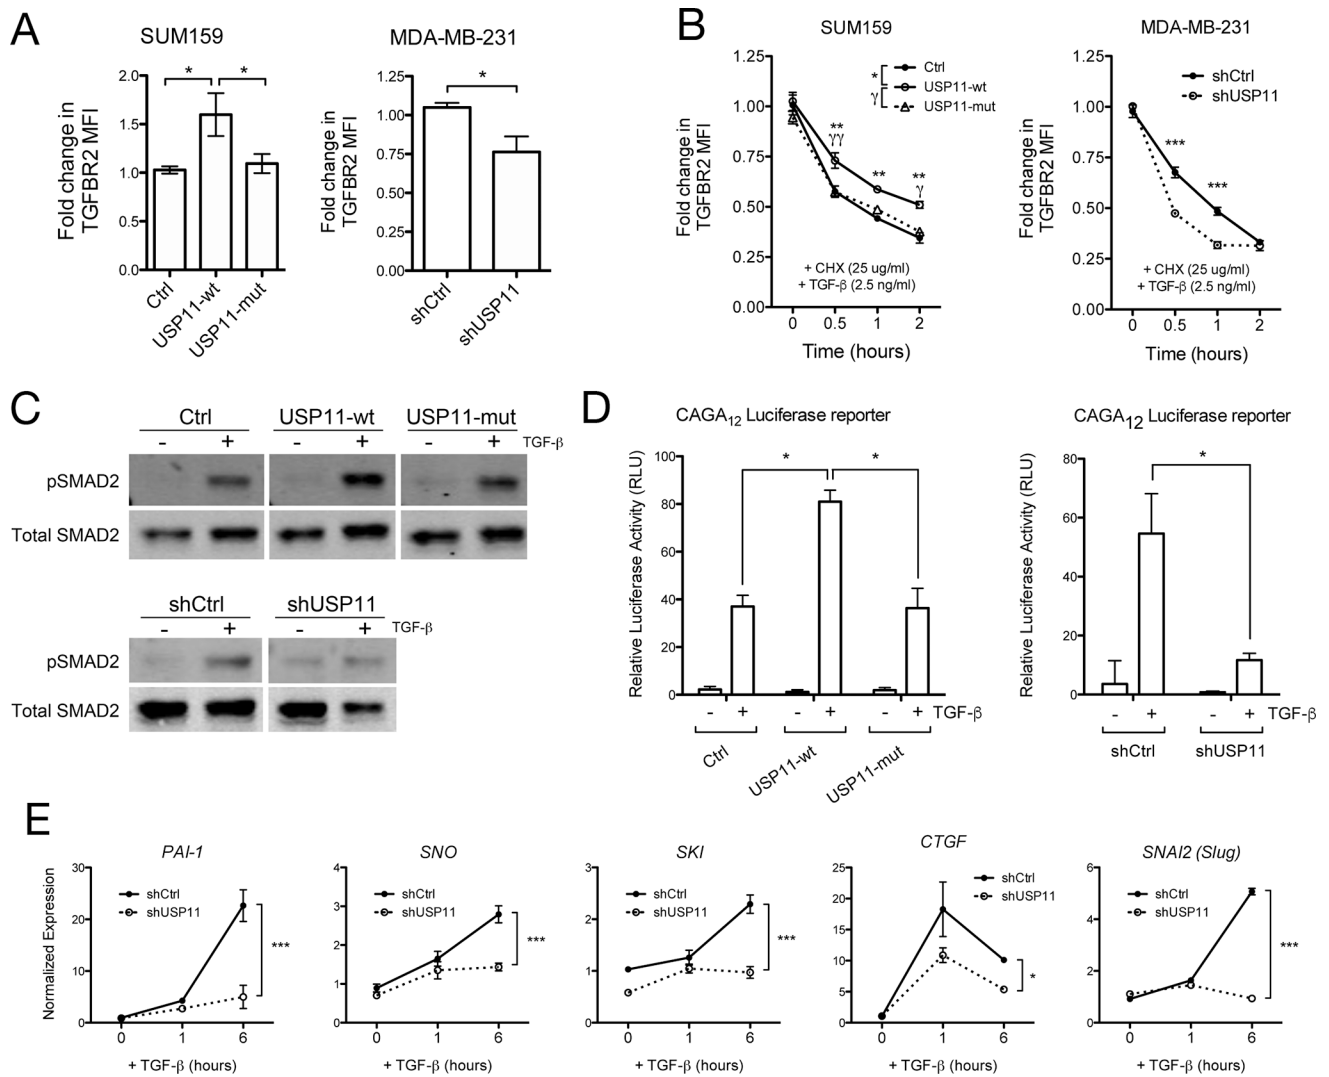 A
SUM159
Fold change in
TGFBR2 MFI
2.0
1.5
1.0
0.5
0.0
*
*
Ctrl
USP11-wt
USP11-mut
MDA-MB-231
Fold change in
TGFBR2 MFI
1.25
1.00
0.75
0.50
0.25
0.00
*
shCtrl
shUSP11
B
SUM159
Fold change in
TGFBR2 MFI
1.25
1.00
0.75
0.50
0.25
0.00
Ctrl
USP11-wt
USP11-mut
*
γ
**
γγ
**
**
γ
+ CHX (25 ug/ml)
+ TGF-β (2.5 ng/ml)
0 0.5 1 2
Time (hours)
MDA-MB-231
Fold change in
TGFBR2 MFI
1.25
1.00
0.75
0.50
0.25
0.00
shCtrl
shUSP11
***
***
+ CHX (25 ug/ml)
+ TGF-β (2.5 ng/ml)
0 0.5 1 2
Time (hours)
C
Ctrl USP11-wt USP11-mut
- + - + - + TGF-β
pSMAD2
Total SMAD2
shCtrl shUSP11
- + - + TGF-β
pSMAD2
Total SMAD2
D
CAGA12 Luciferase reporter
Relative Luciferase Activity (RLU)
100
80
60
40
20
0
* *
- + - + - + TGF-β
Ctrl
USP11-wt
USP11-mut
CAGA12 Luciferase reporter
Relative Luciferase Activity (RLU)
80
60
40
20
0
*
- + - + TGF-β
shCtrl shUSP11
E
PAI-1
Normalized Expression
30
20
10
0
shCtrl
shUSP11
***
0 1 6
+ TGF-β (hours)
SNO
4
3
2
1
0
shCtrl
shUSP11
***
0 1 6
+ TGF-β (hours)
SKI
3
2
1
0
shCtrl
shUSP11
***
0 1 6
+ TGF-β (hours)
CTGF
25
20
15
10
5
0
shCtrl
shUSP11
*
0 1 6
+ TGF-β (hours)
SNAI2 (Slug)
6
4
2
0
shCtrl
shUSP11
***
0 1 6
+ TGF-β (hours)